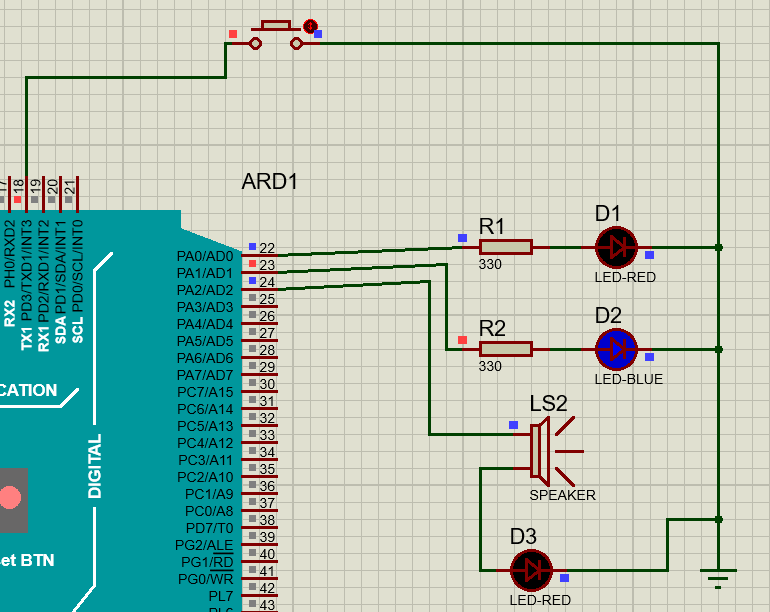 ARD1
17
18
19
20
21
PH0/RXD2
PD3/TXD1/INT3
PD2/RXD1/INT2
PD1/SDA/INT1
PD0/SCL/INT0
RX2
TX1
RX1
SDA
SCL
PA0/AD0 22
PA1/AD1 23
PA2/AD2 24
PA3/AD3 25
PA4/AD4 26
PA5/AD5 27
PA6/AD6 28
PA7/AD7 29
PC7/A15 30
PC6/A14 31
PC5/A13 32
PC4/A12 33
PC3/A11 34
PC2/A10 35
PC1/A9 36
PC0/A8 37
PD7/T0 38
PG2/ALE 39
PG1/RD 40
PG0/WR 41
PL7 42
43
CATION
DIGITAL
et BTN
R1
330
D1
LED-RED
R2
330
D2
LED-BLUE
LS2
SPEAKER
D3
LED-RED